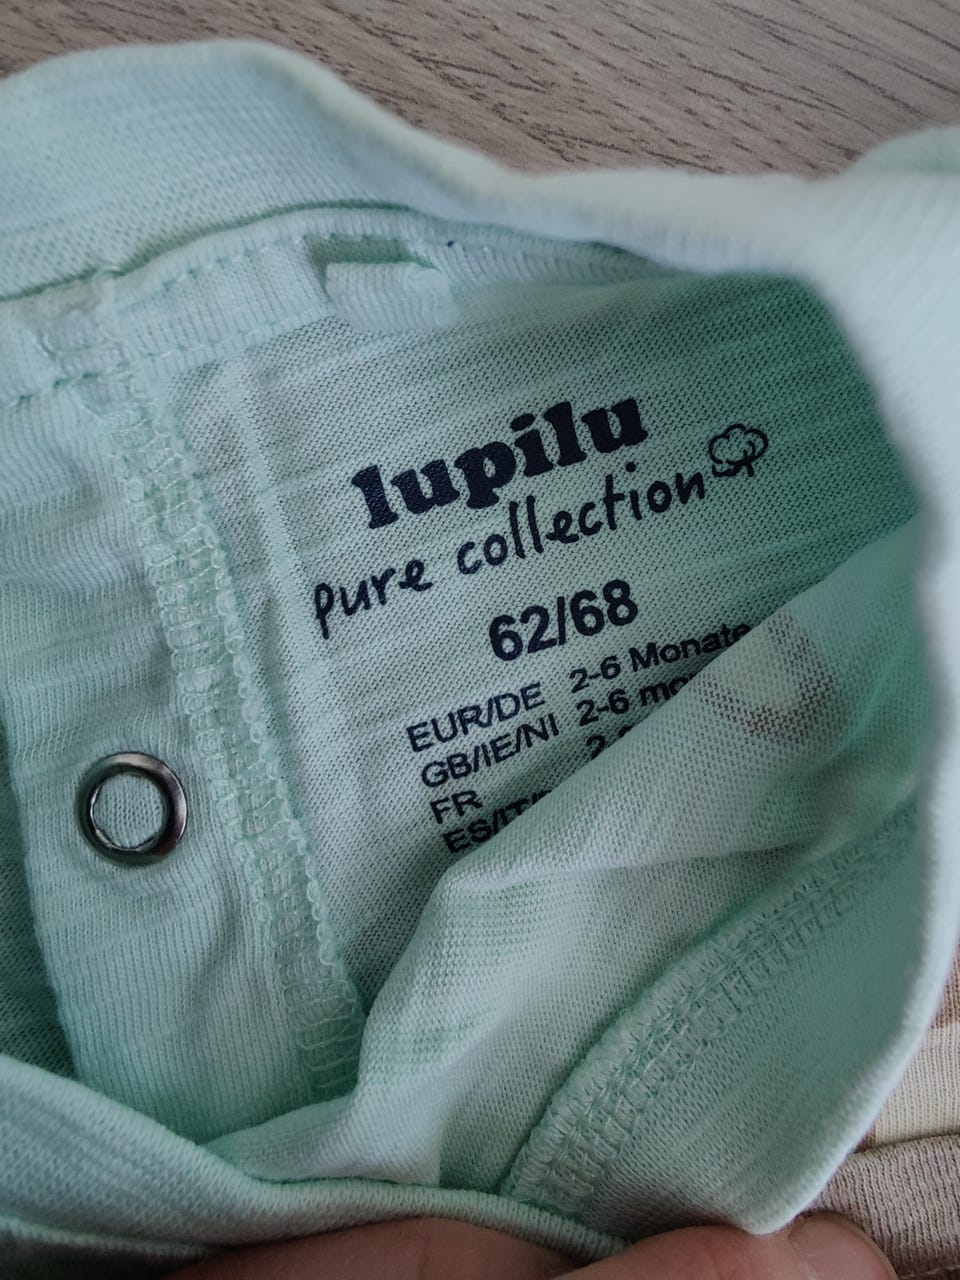 lupilu
pure collection
62/68
EUR/DE 2-6 Monate
GB/IE/NI 2-6
FR